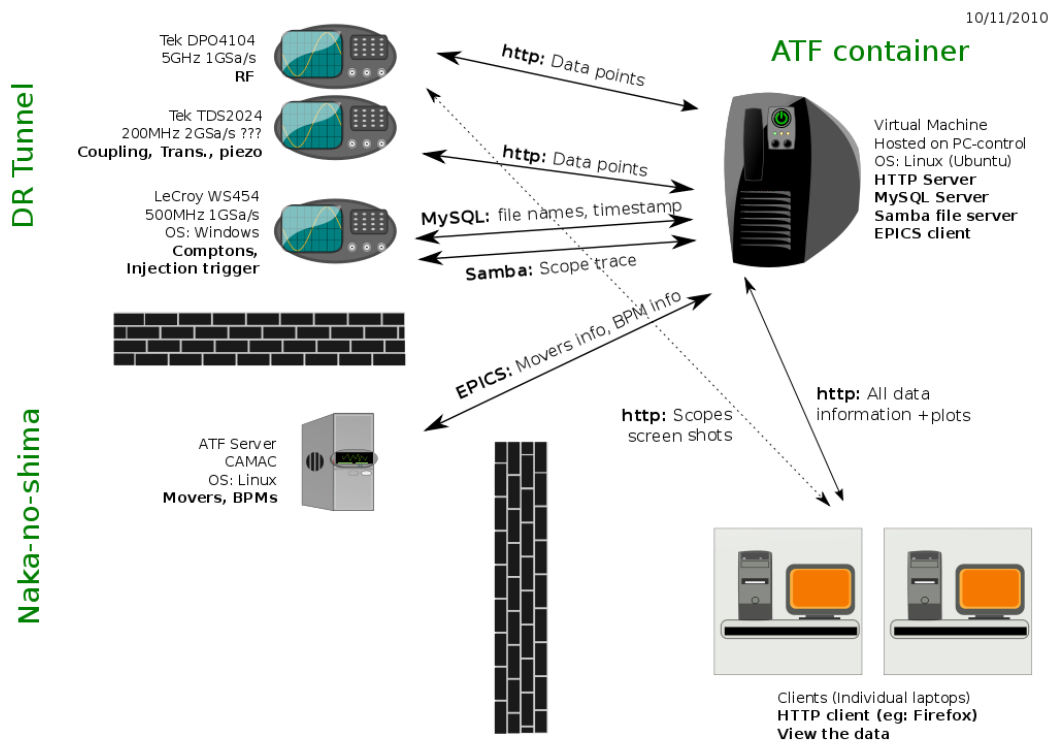 10/11/2010
ATF container
DR Tunnel
Tek DPO4104
5GHz 1GSa/s
RF
Tek TDS2024
200MHz 2GSa/s ???
Coupling, Trans., piezo
LeCroy WS454
500MHz 1GSa/s
OS: Windows
Comptons,
Injection trigger
http: Data points
http: Data points
MySQL: file names, timestamp
Samba: Scope trace
EPICS: Movers info, BPM info
Virtual Machine
Hosted on PC-control
OS: Linux (Ubuntu)
HTTP Server
MySQL Server
Samba file server
EPICS client
Naka-no-shima
ATF Server
CAMAC
OS: Linux
Movers, BPMs
http: Scopes
screen shots
http: All data
information +plots
Clients (Individual laptops)
HTTP client (eg: Firefox)
View the data